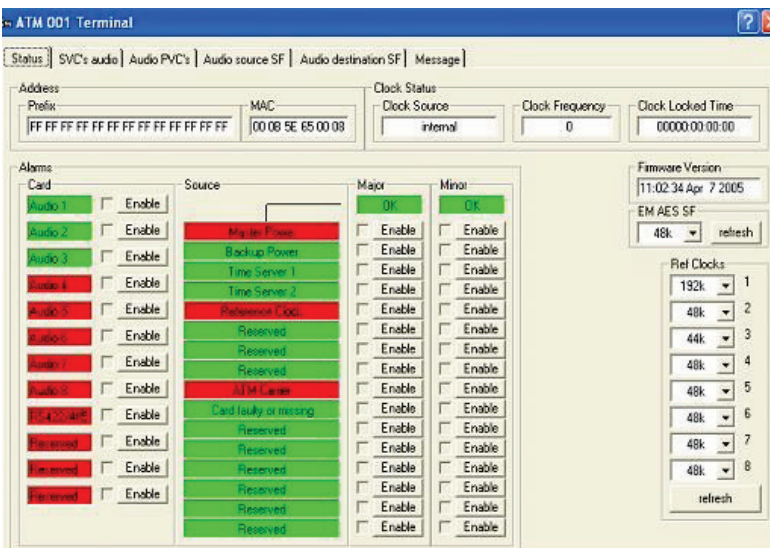 ATM 001 Terminal
Status SVC's audio Audio PVC's Audio source SF Audio destination SF Message
Address
Prefix
FF FF FF FF FF FF FF FF FF FF FF FF FF
MAC
00 08 5E 65 00 08
Clock Status
Clock Source
internal
Clock Frequency
0
Clock Locked Time
00000:00:00:00
Firmware Version
11:02:34 Apr 7 2005
EM AES SF
48k refresh
Alarms
Card
Audio 1 Enable
Audio 2 Enable
Audio 3 Enable
Audio 4 Enable
Audio 5 Enable
Audio 6 Enable
Audio 7 Enable
Audio 8 Enable
RS422/485 Enable
Reserved Enable
Reserved Enable
Reserved Enable
Source Major Minor
OK OK
Master Power Enable Enable
Backup Power Enable Enable
Time Server 1 Enable Enable
Time Server 2 Enable Enable
Reference Clock Enable Enable
Reserved Enable Enable
Reserved Enable Enable
Reserved Enable Enable
ATM Carrier Enable Enable
Card faulty or missing Enable Enable
Reserved Enable Enable
Reserved Enable Enable
Reserved Enable Enable
Reserved Enable Enable
Reserved Enable Enable
Reserved Enable Enable
Ref Clocks
192k 1
48k 2
44k 3
48k 4
48k 5
48k 6
48k 7
48k 8
refresh